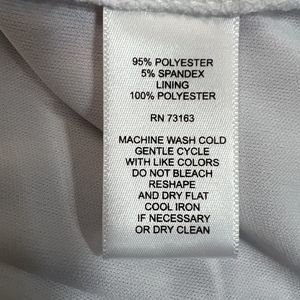 95% POLYESTER
5% SPANDEX
LINING
100% POLYESTER
RN 73163
MACHINE WASH COLD
GENTLE CYCLE
WITH LIKE COLORS
DO NOT BLEACH
RESHAPE
AND DRY FLAT
COOL IRON
IF NECESSARY
OR DRY CLEAN